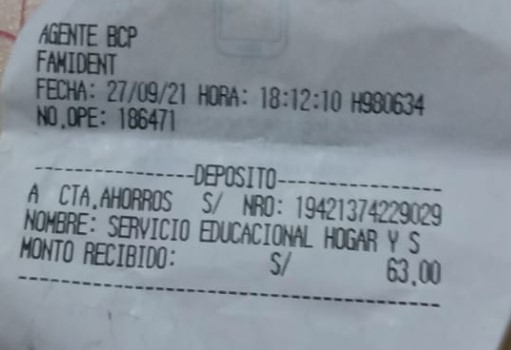 AGENTE BCP
FAMIDENT
FECHA: 27/09/21 HORA: 18:12:10 H980634
NO.OPE: 186471
-----------------DEPOSITO-----------------
A CTA.AHORROS S/ NRO: 19421374229029
NOMBRE: SERVICIO EDUCACIONAL HOGAR Y S
MONTO RECIBIDO: S/ 63.00
------------------------------------------